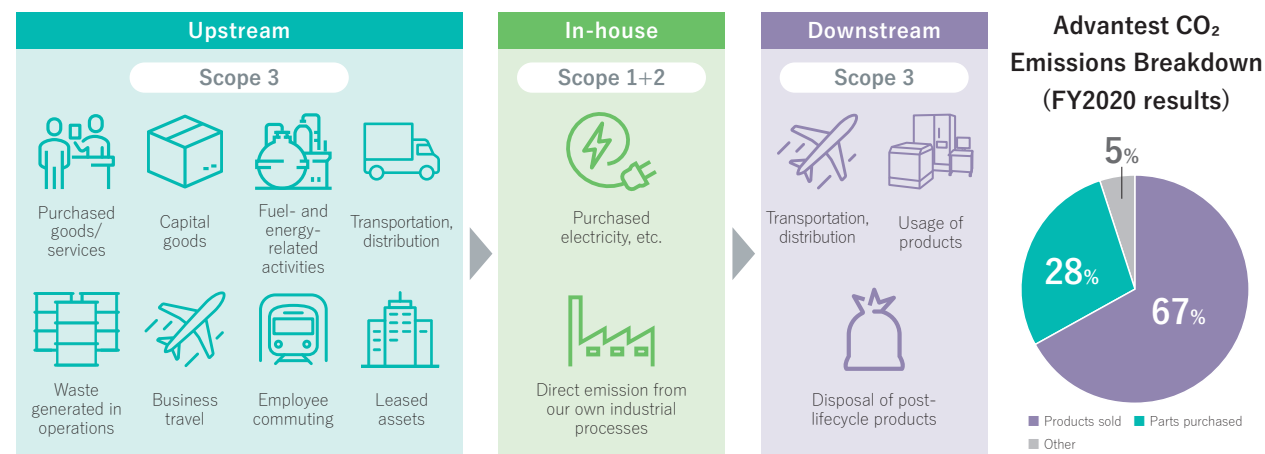 Upstream
Scope 3
Purchased
goods/
services
Capital
goods
Fuel- and
energy-
related
activities
Transportation,
distribution
Waste
generated in
operations
Business
travel
Employee
commuting
Leased
assets
In-house
Scope 1+2
Purchased
electricity, etc.
Direct emission from
our own industrial
processes
Downstream
Scope 3
Transportation,
distribution
Usage of
products
Disposal of post-
lifecycle products
Advantest CO₂
Emissions Breakdown
(FY2020 results)
5%
28%
67%
Products sold
Parts purchased
Other